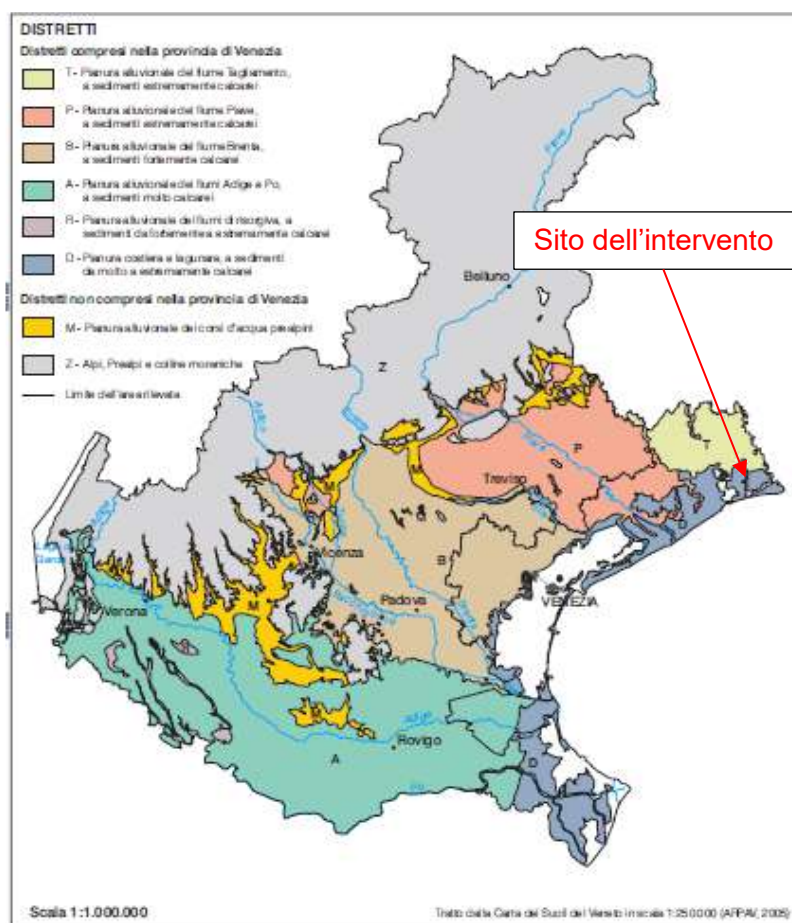 DISTRETTI
Distretti compresi nella provincia di Venezia
T - Pianura alluvionale del fiume Tagliamento,
a sedimenti estremamente calcarei
P - Pianura alluvionale del fiume Piave,
a sedimenti estremamente calcarei
B - Pianura alluvionale del fiume Brenta,
a sedimenti fortemente calcarei
A - Pianura alluvionale dei fiumi Adige e Po,
a sedimenti molto calcarei
R - Pianura alluvionale dei fiumi di risorgiva, a
sedimenti da fortemente a estremamente calcarei
D - Pianura costiera e lagunare, a sedimenti
da molto a estremamente calcarei
Distretti non compresi nella provincia di Venezia
M - Pianura alluvionale dei corsi d'acqua prealpini
Z - Alpi, Prealpi e colline moreniche
Limite dell'area rilevata
Sito dell'intervento
Piave
Belluno
Z
Astico
P
T
Treviso
M
M
Vicenza
B
Adige
VENEZIA
Verona
M
Padova
Adige
Rovigo
A
D
Po
Scala 1:1.000.000
Tratto dalla Carta dei Suoli del Veneto in scala 1:250.000 (ARPAV, 2005)